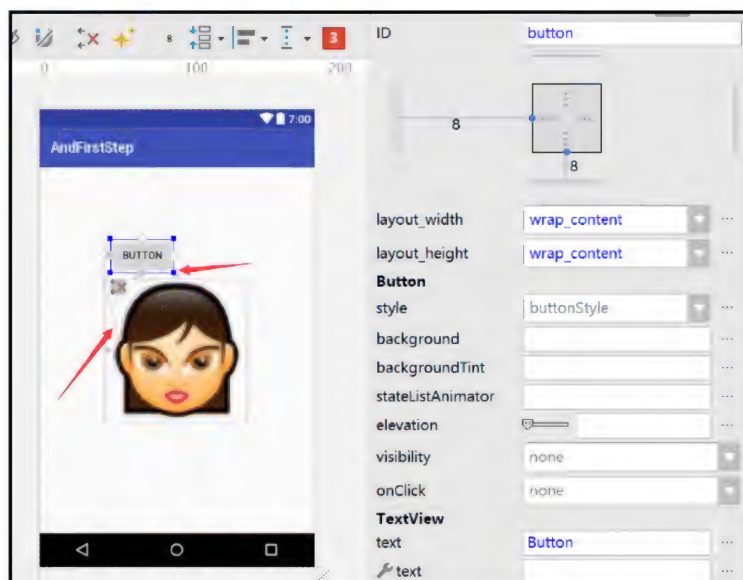 8
3
ID
button
0
100
200
7:00
AndFirstStep
8
8
layout_width
wrap_content
layout_height
wrap_content
BUTTON
Button
style
buttonStyle
background
backgroundTint
stateListAnimator
elevation
visibility
none
onClick
none
TextView
text
Button
text